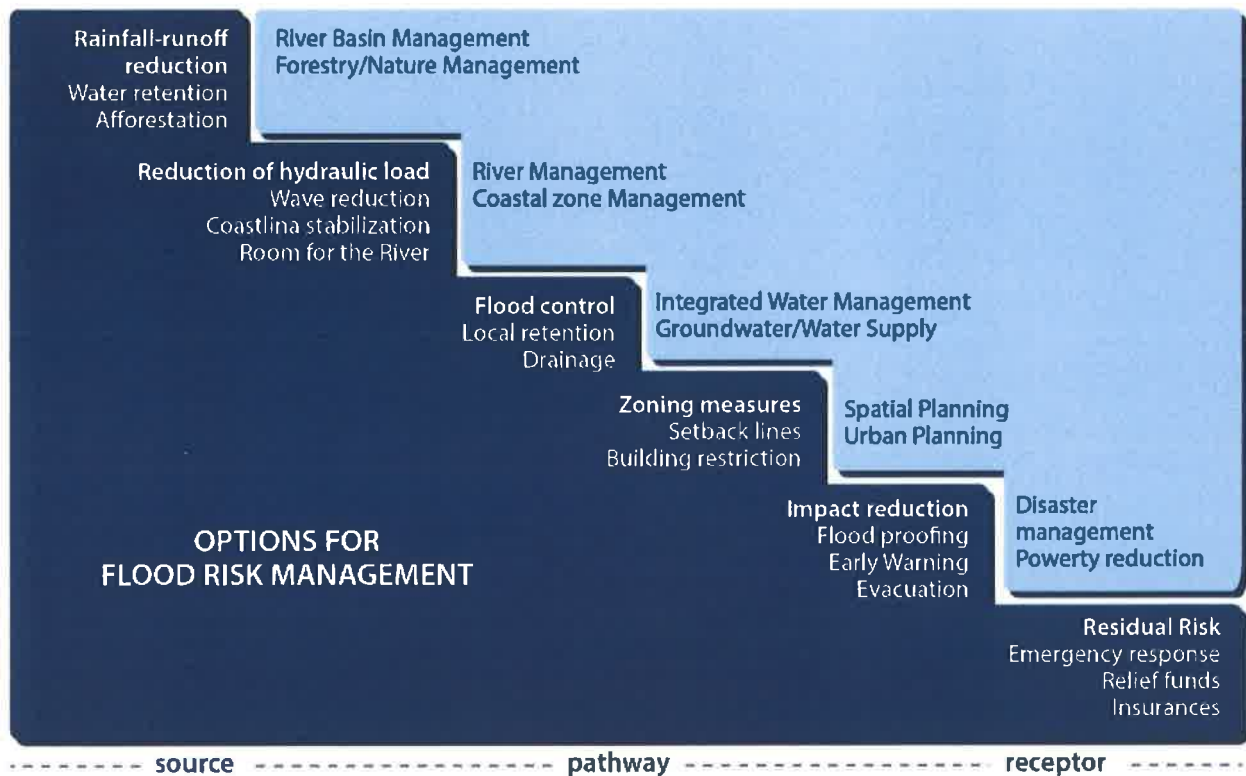 Rainfall-runoff
reduction
Water retention
Afforestation
River Basin Management
Forestry/Nature Management
Reduction of hydraulic load
Wave reduction
Coastlina stabilization
Room for the River
River Management
Coastal zone Management
Flood control
Local retention
Drainage
Integrated Water Management
Groundwater/Water Supply
Zoning measures
Setback lines
Building restriction
Spatial Planning
Urban Planning
Impact reduction
Flood proofing
Early Warning
Evacuation
Disaster
management
Powerty reduction
OPTIONS FOR
FLOOD RISK MANAGEMENT
Residual Risk
Emergency response
Relief funds
Insurances
source pathway receptor